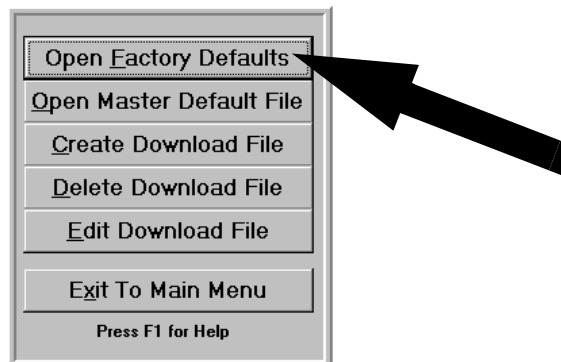 Open Factory Defaults
Open Master Default File
Create Download File
Delete Download File
Edit Download File
Exit To Main Menu
Press F1 for Help